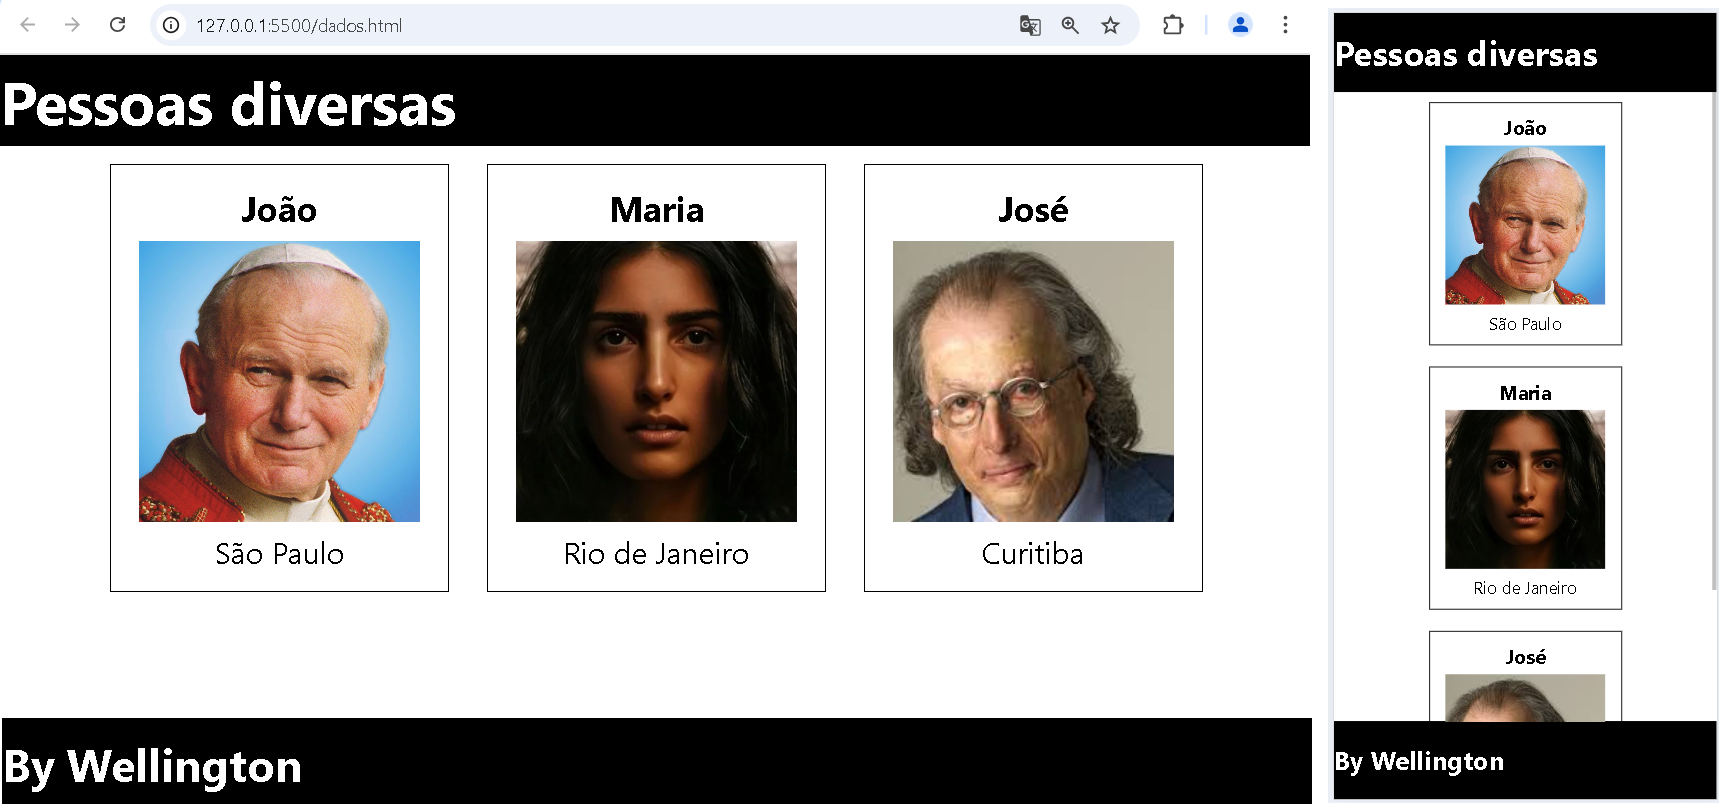 127.0.0.1:5500/dados.html
Pessoas diversas
João
Maria
José
São Paulo
Rio de Janeiro
Curitiba
By Wellington
Pessoas diversas
João
São Paulo
Maria
Rio de Janeiro
José
By Wellington